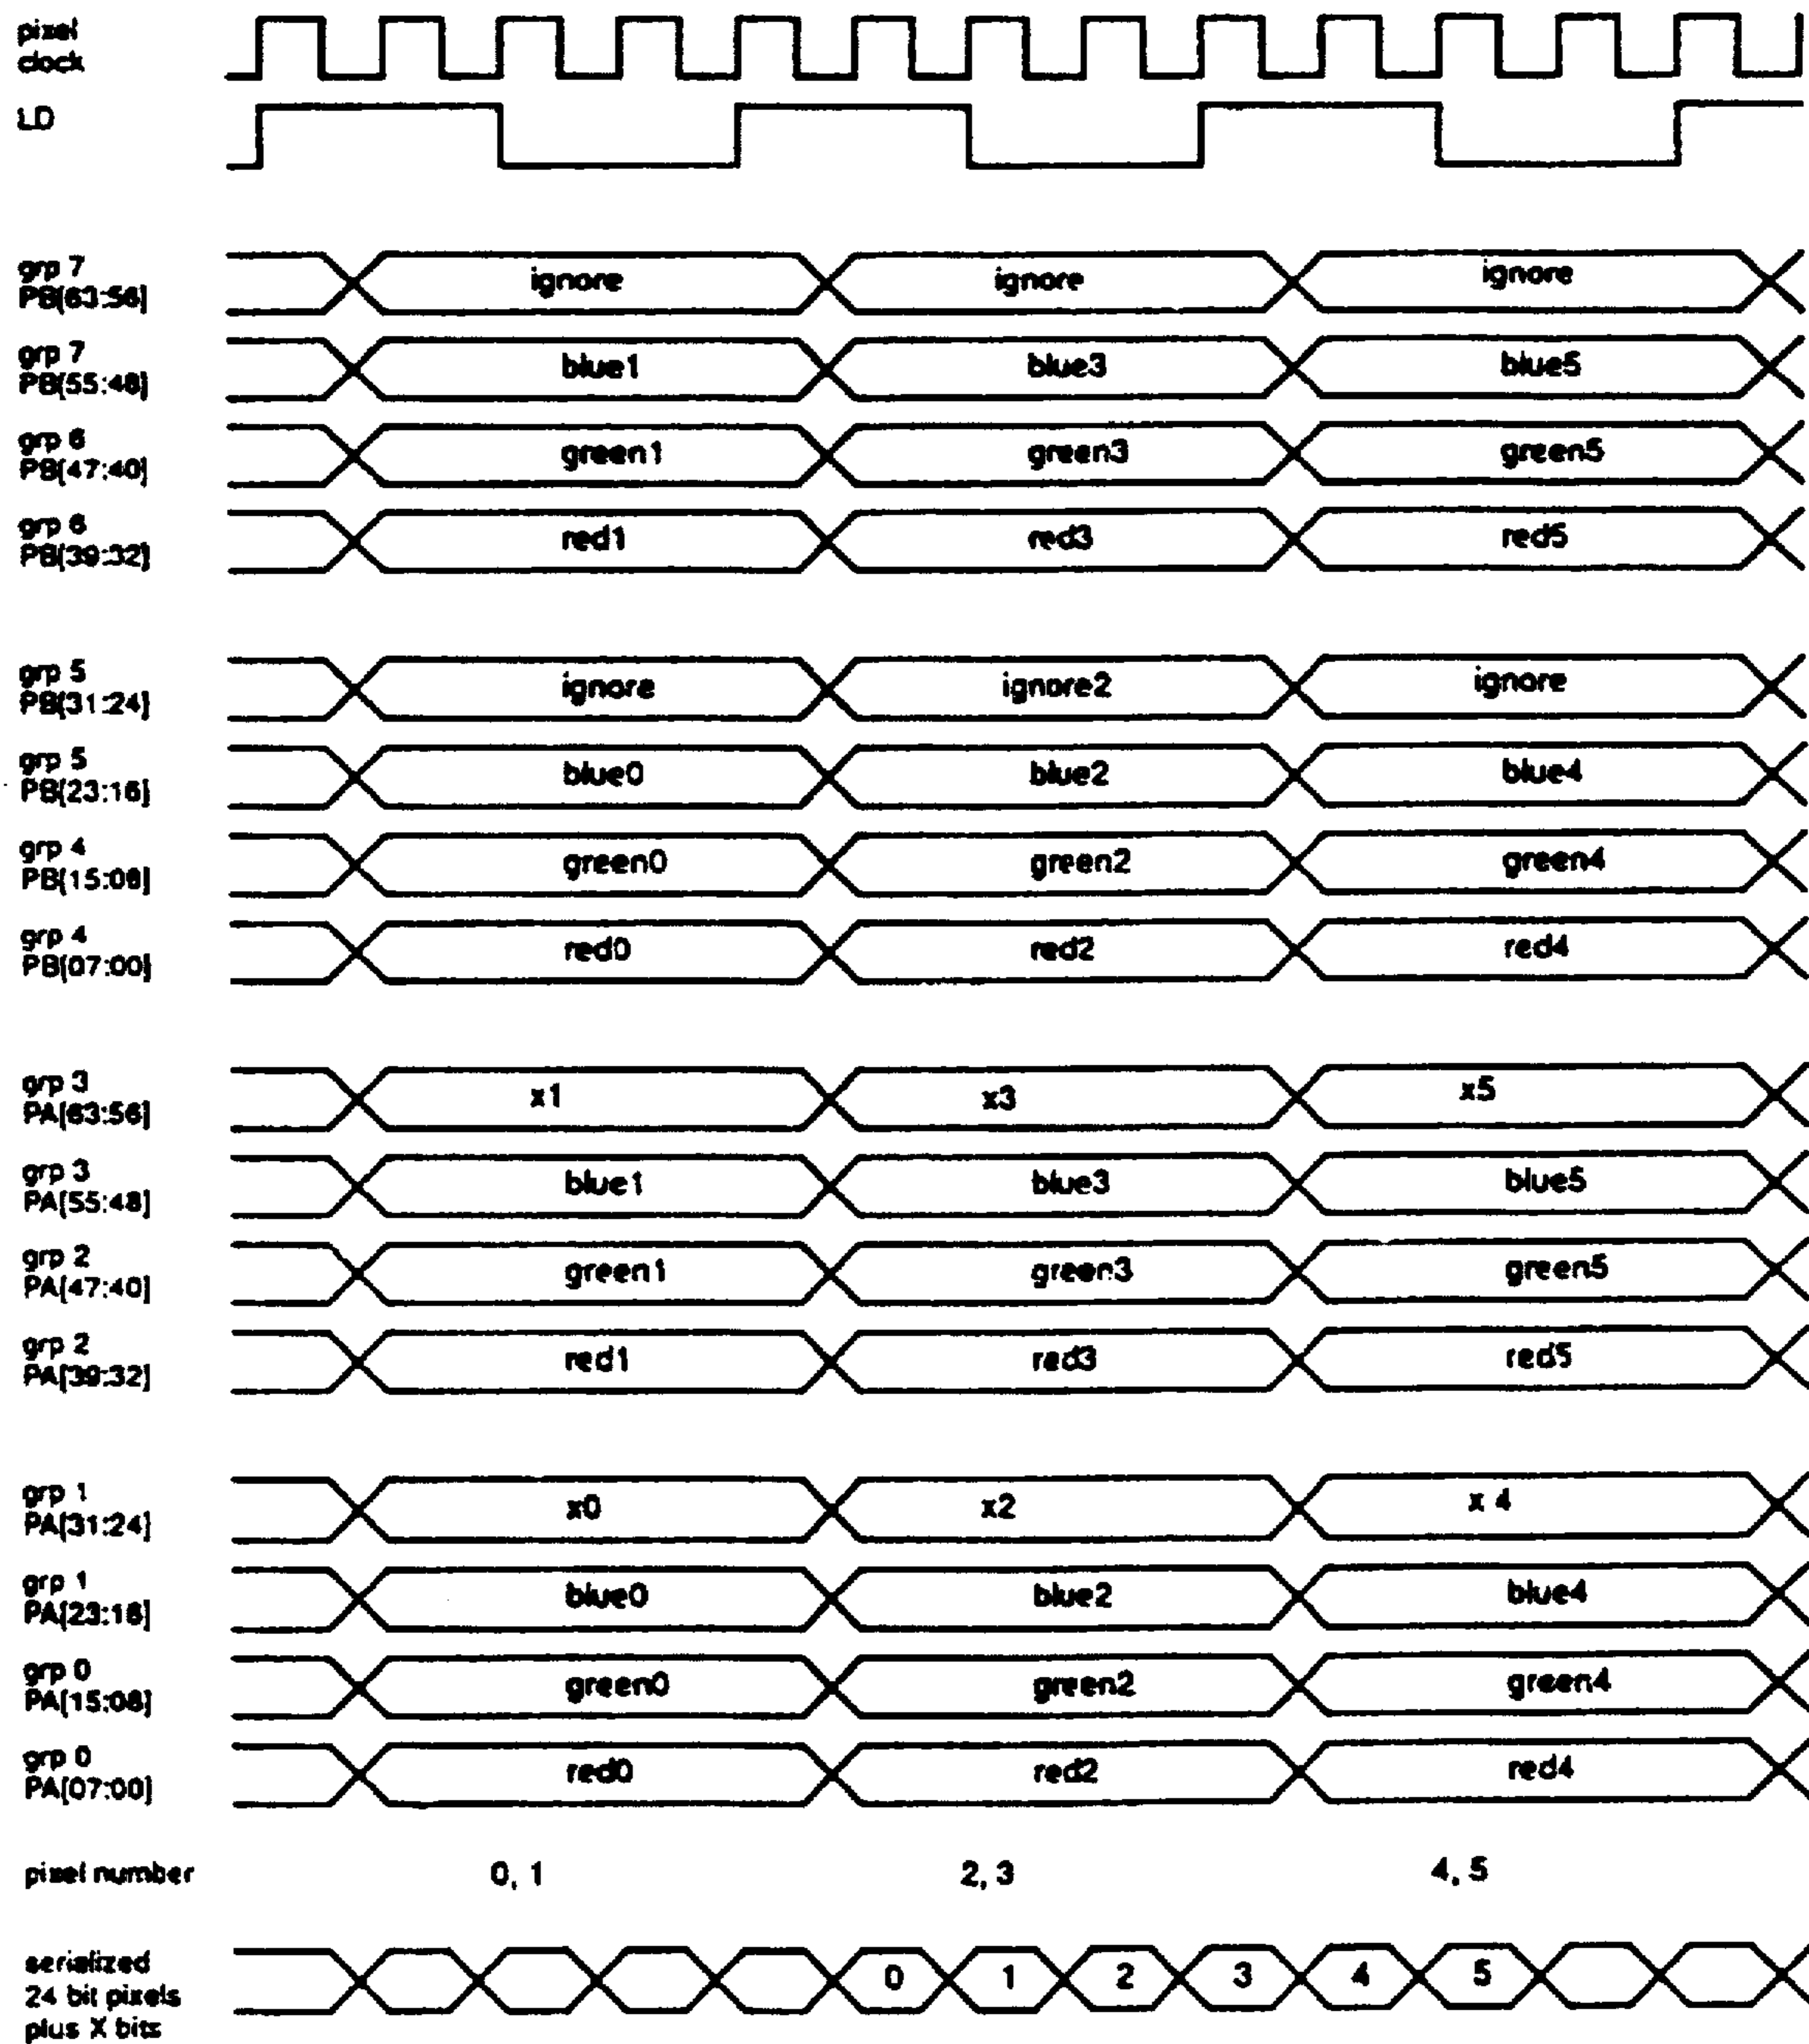 pixel
clock
LD
grp 7
PB[63:56]
ignore
ignore
ignore
grp 7
PB[55:48]
blue1
blue3
blue5
grp 6
PB[47:40]
green1
green3
green5
grp 6
PB[39:32]
red1
red3
red5
grp 5
PB[31:24]
ignore
ignore2
ignore
grp 5
PB[23:16]
blue0
blue2
blue4
grp 4
PB[15:08]
green0
green2
green4
grp 4
PB[07:00]
red0
red2
red4
grp 3
PA[63:56]
x1
x3
x5
grp 3
PA[55:48]
blue1
blue3
blue5
grp 2
PA[47:40]
green1
green3
green5
grp 2
PA[39:32]
red1
red3
red5
grp 1
PA[31:24]
x0
x2
x 4
grp 1
PA[23:16]
blue0
blue2
blue4
grp 0
PA[15:08]
green0
green2
green4
grp 0
PA[07:00]
red0
red2
red4
pixel number
0, 1
2, 3
4, 5
serialized
24 bit pixels
plus X bits
0 1 2 3 4 5